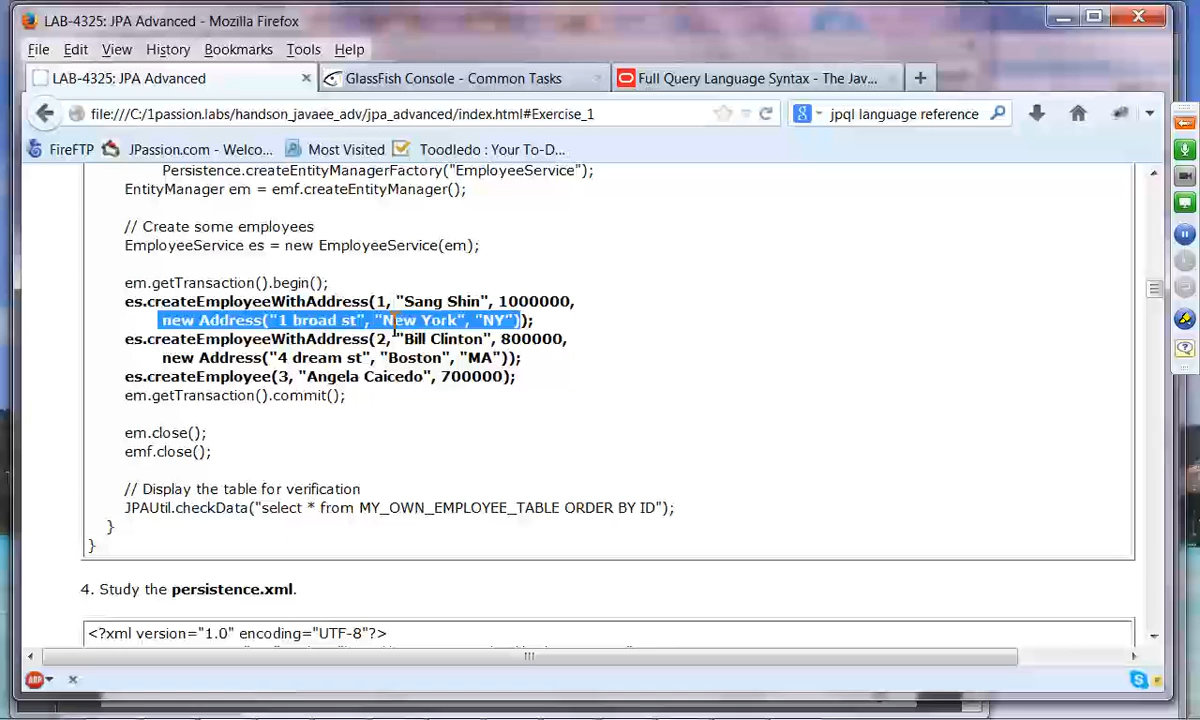 LAB-4325: JPA Advanced - Mozilla Firefox
File Edit View History Bookmarks Tools Help
LAB-4325: JPA Advanced
GlassFish Console - Common Tasks
Full Query Language Syntax - The Jav...
file:///C:/1passion.labs/handson_javaee_adv/jpa_advanced/index.html#Exercise_1
jpql language reference
FireFTP JPassion.com - Welco... Most Visited Toodledo : Your To-D...
Persistence.createEntityManagerFactory("EmployeeService");
EntityManager em = emf.createEntityManager();
// Create some employees
EmployeeService es = new EmployeeService(em);
em.getTransaction().begin();
es.createEmployeeWithAddress(1, "Sang Shin", 1000000,
new Address("1 broad st", "New York", "NY"));
es.createEmployeeWithAddress(2, "Bill Clinton", 800000,
new Address("4 dream st", "Boston", "MA"));
es.createEmployee(3, "Angela Caicedo", 700000);
em.getTransaction().commit();
em.close();
emf.close();
// Display the table for verification
JPAUtil.checkData("select * from MY_OWN_EMPLOYEE_TABLE ORDER BY ID");
}
}
4. Study the persistence.xml.
<?xml version="1.0" encoding="UTF-8"?>
ABP